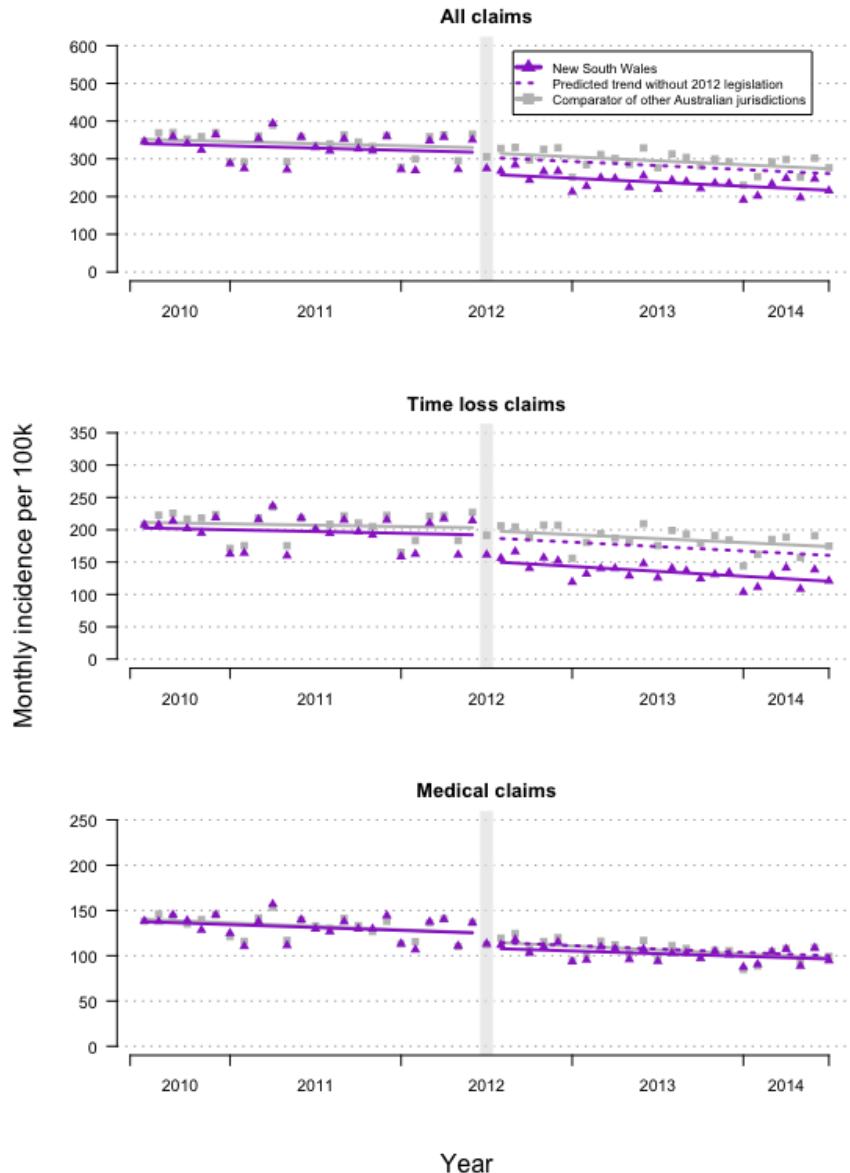 All claims
600
500
400
300
200
100
0
New South Wales
Predicted trend without 2012 legislation
Comparator of other Australian jurisdictions
2010 2011 2012 2013 2014
Time loss claims
Monthly incidence per 100k
350
300
250
200
150
100
50
0
2010 2011 2012 2013 2014
Medical claims
250
200
150
100
50
0
2010 2011 2012 2013 2014
Year